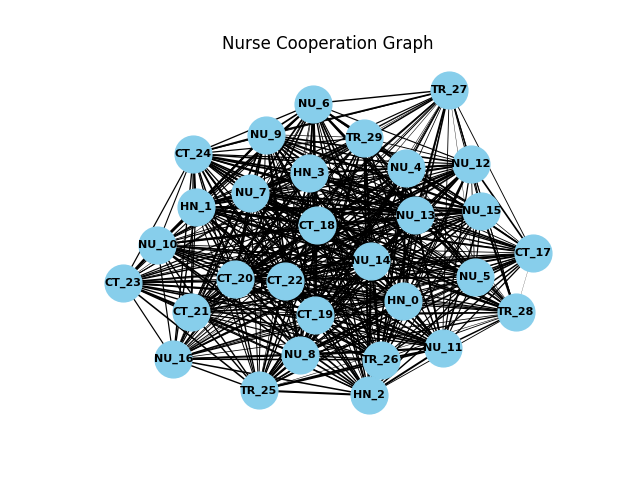 Nurse Cooperation Graph
TR_27
NU_6
NU_9
TR_29
CT_24
NU_12
NU_4
HN_3
NU_7
HN_1
NU_15
NU_13
CT_18
NU_10
CT_17
NU_14
NU_5
CT_20
CT_22
CT_23
HN_0
CT_21
TR_28
CT_19
NU_11
NU_8
NU_16
TR_26
TR_25
HN_2